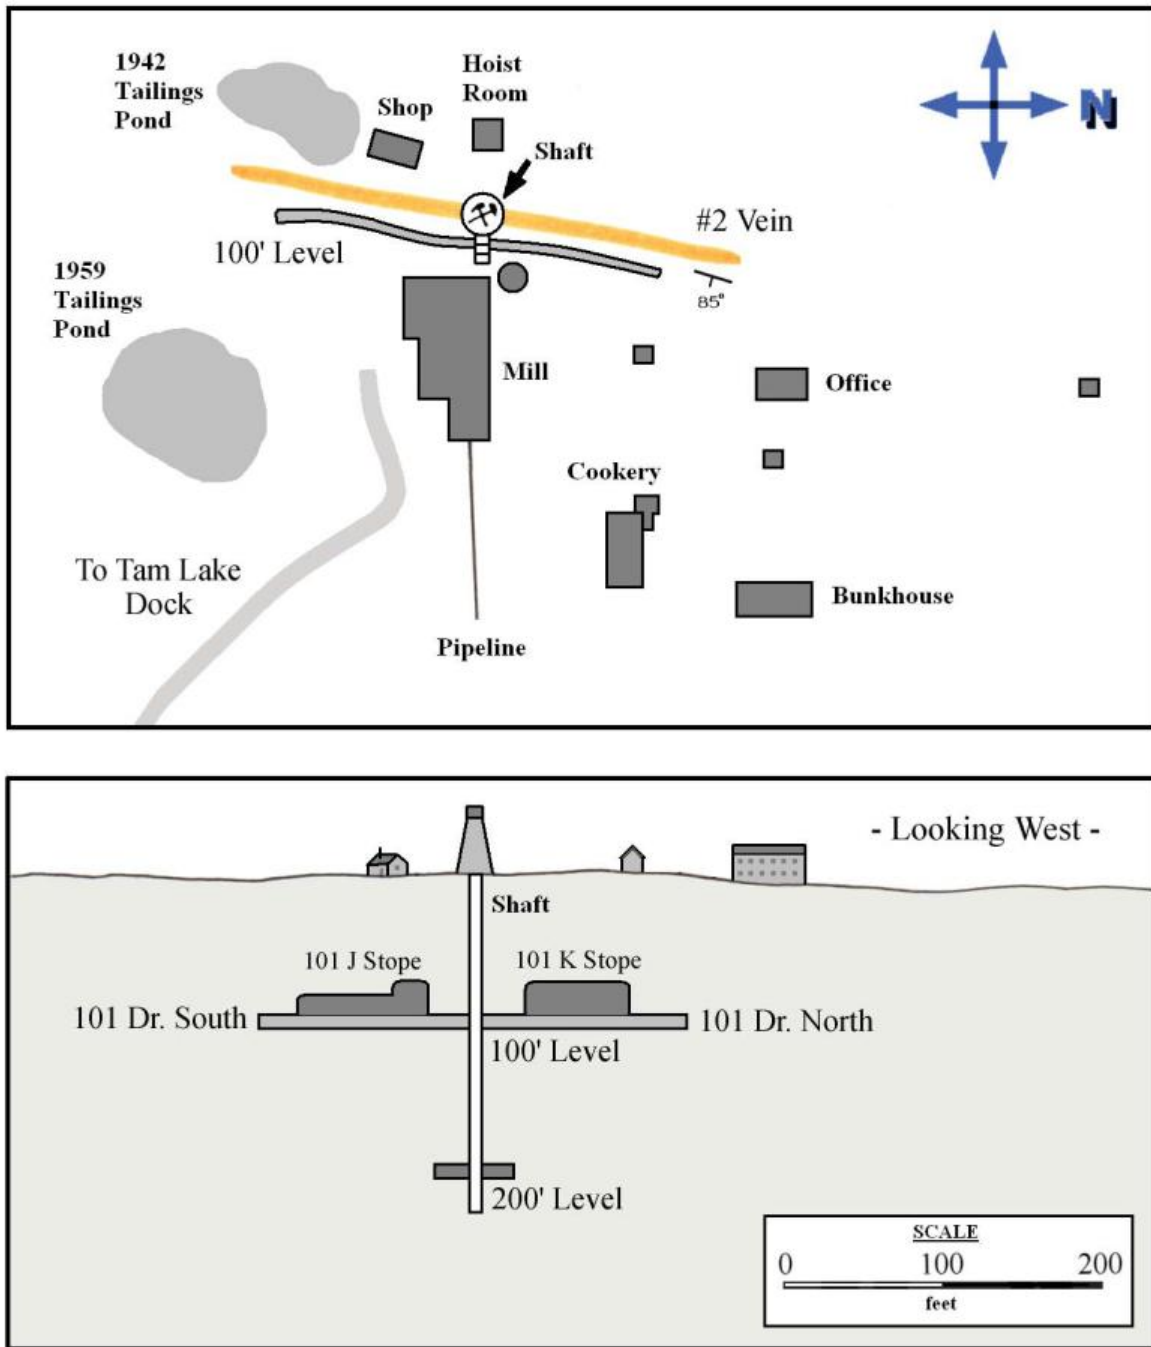 1942
Tailings
Pond
Shop
Hoist
Room
Shaft
N
#2 Vein
100' Level
85°
1959
Tailings
Pond
Mill
Office
Cookery
To Tam Lake
Dock
Bunkhouse
Pipeline
- Looking West -
Shaft
101 J Stope
101 K Stope
101 Dr. South
101 Dr. North
100' Level
200' Level
SCALE
0 100 200
feet